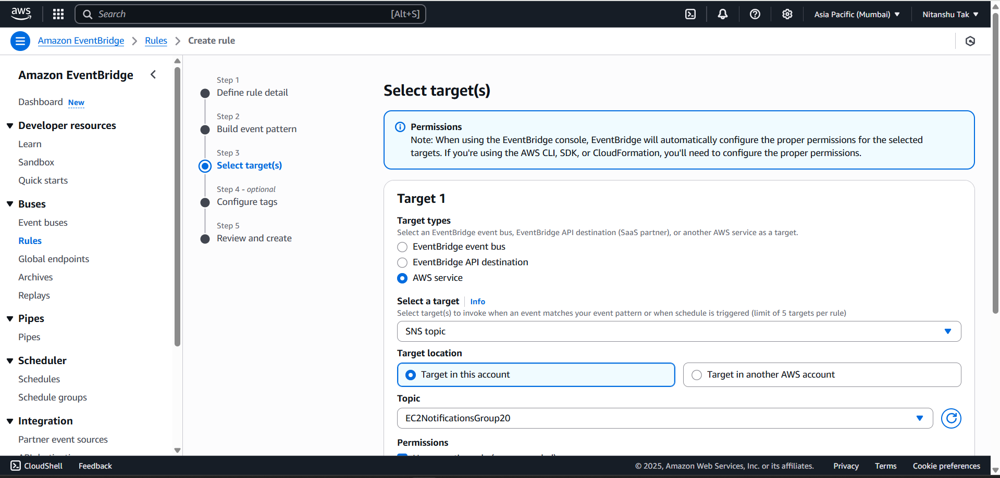 aws
Search
[Alt+S]
Asia Pacific (Mumbai)
Nitanshu Tak
Amazon EventBridge
Rules
Create rule
Amazon EventBridge
Dashboard New
Developer resources
Learn
Sandbox
Quick starts
Buses
Event buses
Rules
Global endpoints
Archives
Replays
Pipes
Pipes
Scheduler
Schedules
Schedule groups
Integration
Partner event sources
Step 1
Define rule detail
Step 2
Build event pattern
Step 3
Select target(s)
Step 4 - optional
Configure tags
Step 5
Review and create
Select target(s)
Permissions
Note: When using the EventBridge console, EventBridge will automatically configure the proper permissions for the selected
targets. If you're using the AWS CLI, SDK, or CloudFormation, you'll need to configure the proper permissions.
Target 1
Target types
Select an EventBridge event bus, EventBridge API destination (SaaS partner), or another AWS service as a target.
EventBridge event bus
EventBridge API destination
AWS service
Select a target Info
Select target(s) to invoke when an event matches your event pattern or when schedule is triggered (limit of 5 targets per rule)
SNS topic
Target location
Target in this account
Target in another AWS account
Topic
EC2NotificationsGroup20
Permissions
CloudShell
Feedback
© 2025, Amazon Web Services, Inc. or its affiliates.
Privacy
Terms
Cookie preferences